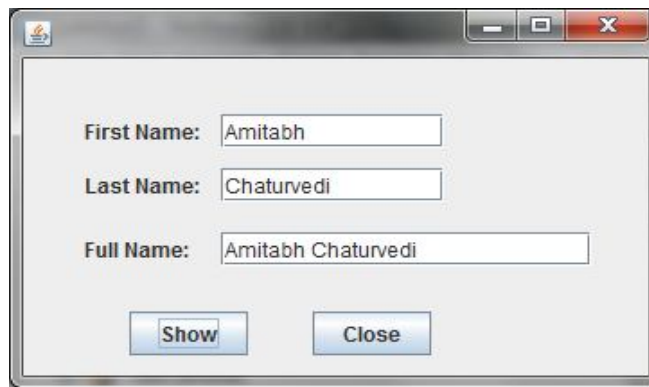 First Name: Amitabh
Last Name: Chaturvedi
Full Name: Amitabh Chaturvedi
Show Close